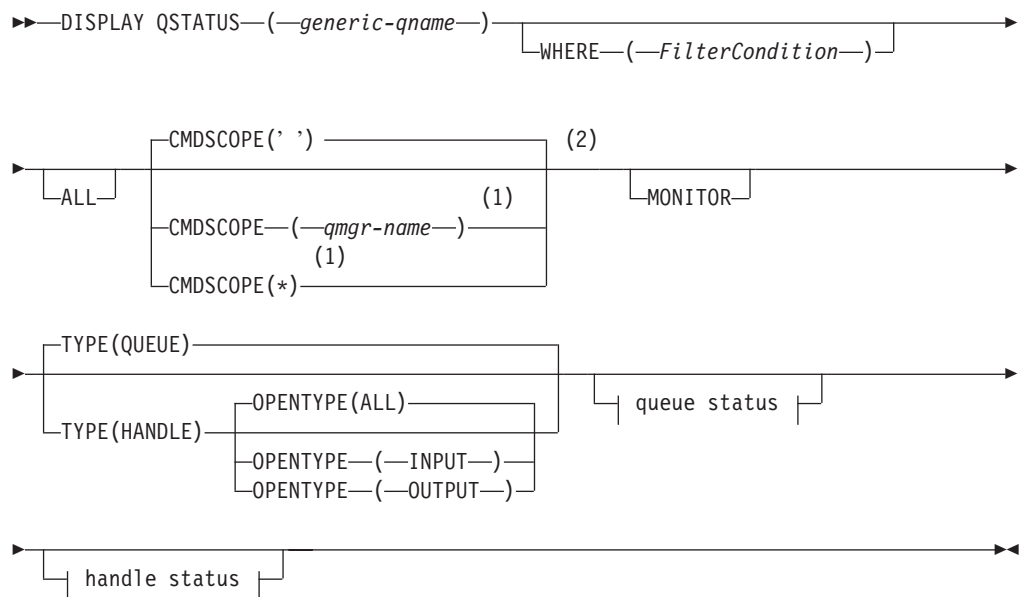 DISPLAY QSTATUS ( generic-qname )
WHERE ( FilterCondition )
CMDSCOPE(' ') (2)
ALL (1) MONITOR
CMDSCOPE ( qmgr-name )
(1)
CMDSCOPE(*)
TYPE(QUEUE)
OPENTYPE(ALL) queue status
TYPE(HANDLE)
OPENTYPE ( INPUT )
OPENTYPE ( OUTPUT )
handle status